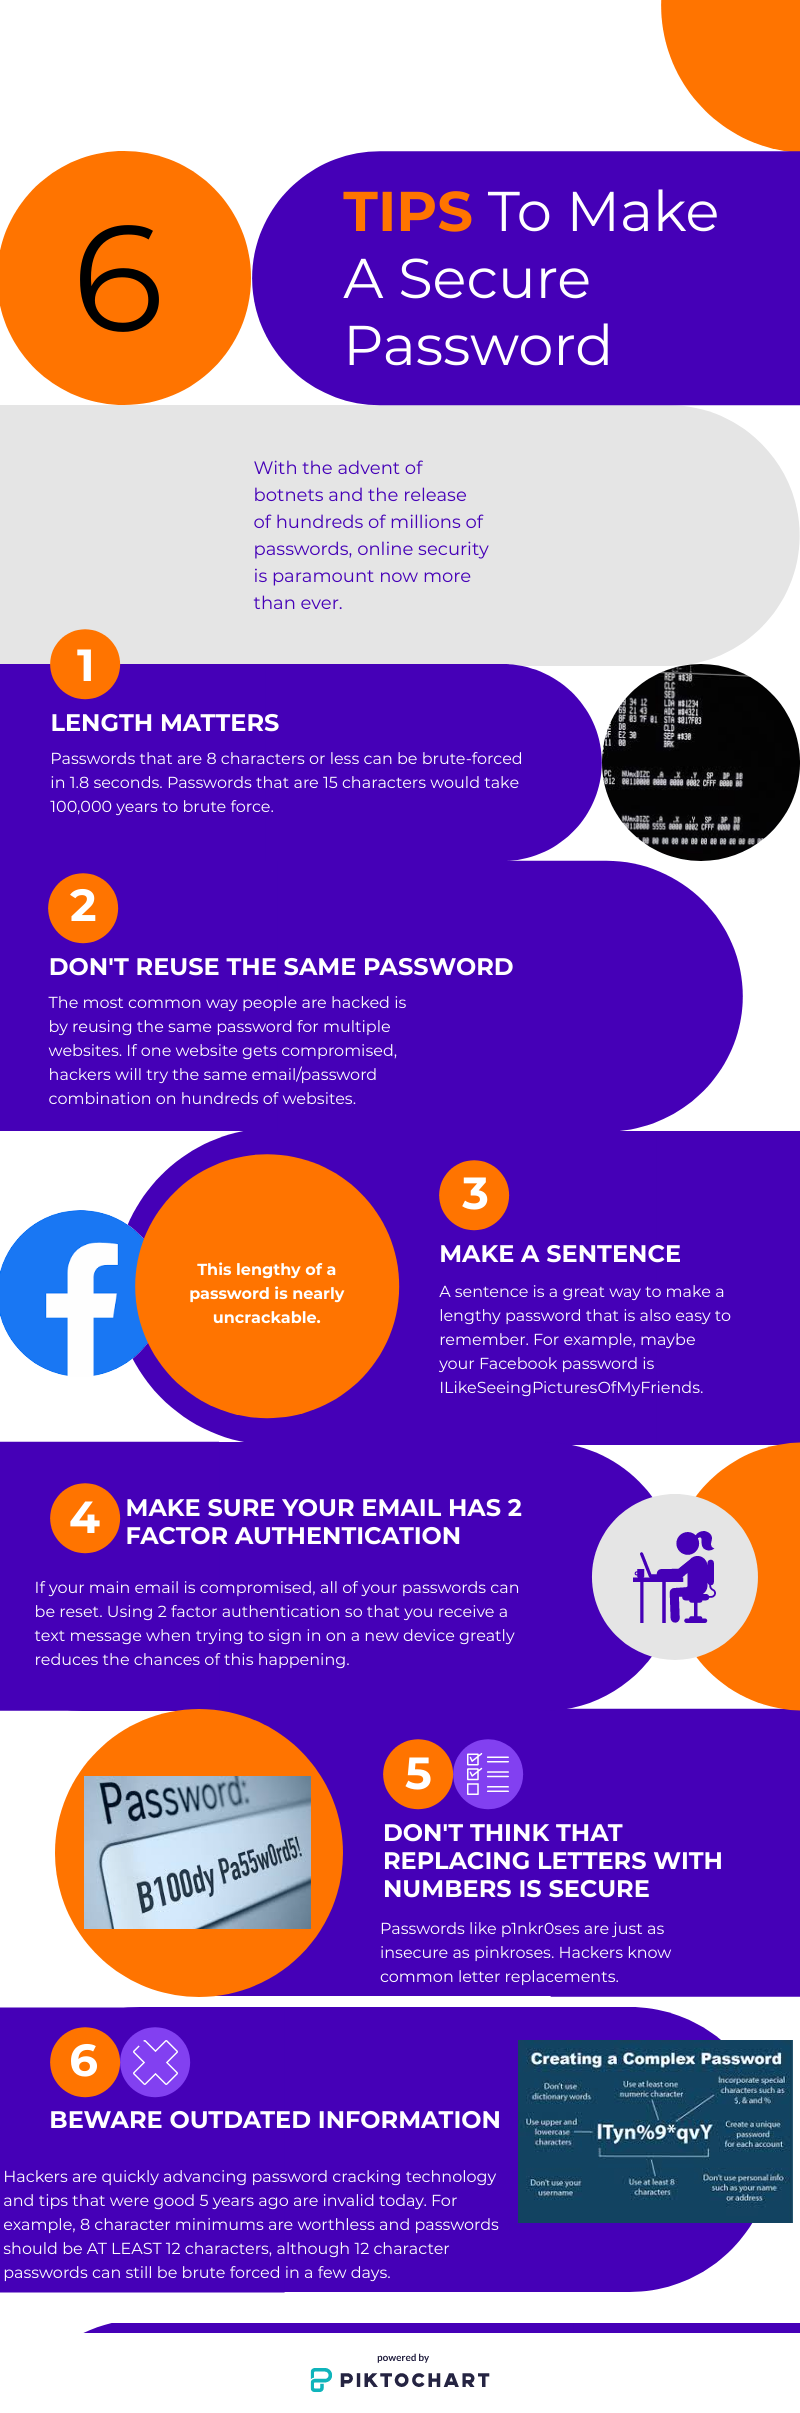 6
TIPS To Make
A Secure
Password
With the advent of
botnets and the release
of hundreds of millions of
passwords, online security
is paramount now more
than ever.
1
LENGTH MATTERS
Passwords that are 8 characters or less can be brute-forced
in 1.8 seconds. Passwords that are 15 characters would take
100,000 years to brute force.
REP #$30
CLC
SED
LDA #$1234
ADC #$4321
STA $017F03
CLD
SEP #$30
BRK
2
DON'T REUSE THE SAME PASSWORD
The most common way people are hacked is
by reusing the same password for multiple
websites. If one website gets compromised,
hackers will try the same email/password
combination on hundreds of websites.
This lengthy of a
password is nearly
uncrackable.
3
MAKE A SENTENCE
A sentence is a great way to make a
lengthy password that is also easy to
remember. For example, maybe
your Facebook password is
ILikeSeeingPicturesOfMyFriends.
4
MAKE SURE YOUR EMAIL HAS 2
FACTOR AUTHENTICATION
If your main email is compromised, all of your passwords can
be reset. Using 2 factor authentication so that you receive a
text message when trying to sign in on a new device greatly
reduces the chances of this happening.
Password:
B100dy Pa55w0rd5!
5
DON'T THINK THAT
REPLACING LETTERS WITH
NUMBERS IS SECURE
Passwords like p1nkr0ses are just as
insecure as pinkroses. Hackers know
common letter replacements.
6
BEWARE OUTDATED INFORMATION
Hackers are quickly advancing password cracking technology
and tips that were good 5 years ago are invalid today. For
example, 8 character minimums are worthless and passwords
should be AT LEAST 12 characters, although 12 character
passwords can still be brute forced in a few days.
Creating a Complex Password
Don't use
dictionary words
Use at least one
numeric character
Incorporate special
characters such as
$, & and %
Use upper and
lowercase
characters
ITyn%9*qvY
Create a unique
password
for each account
Don't use your
username
Use at least 8
characters
Don't use personal info
such as your name
or address
powered by
PIKTOCHART